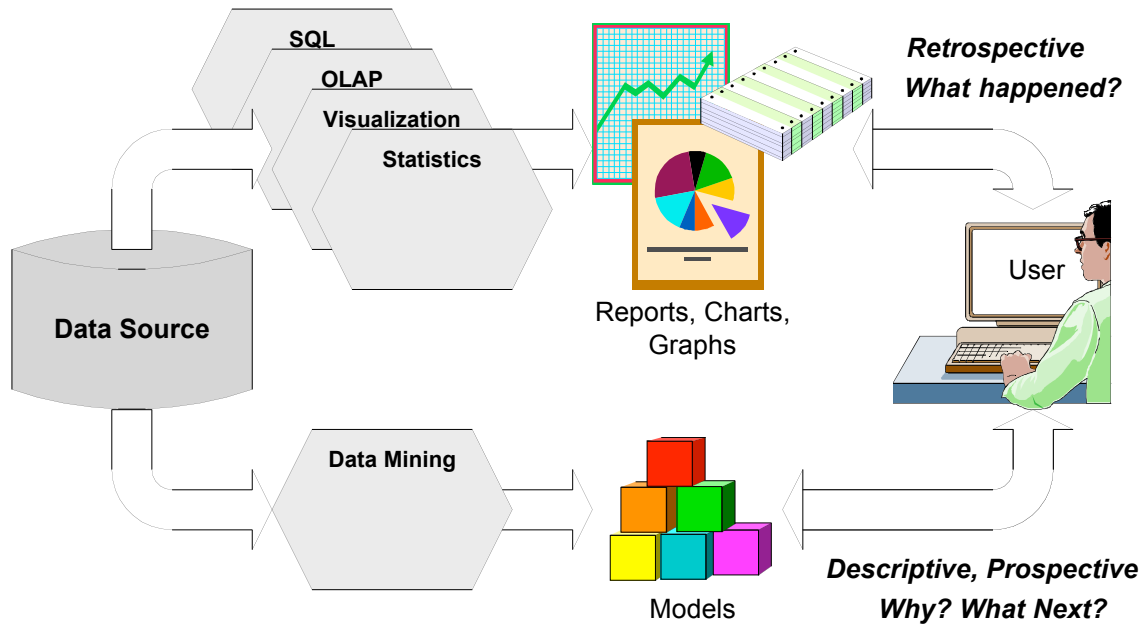 SQL
OLAP
Visualization
Statistics
Retrospective
What happened?
Data Source
Reports, Charts,
Graphs
User
Data Mining
Models
Descriptive, Prospective
Why? What Next?